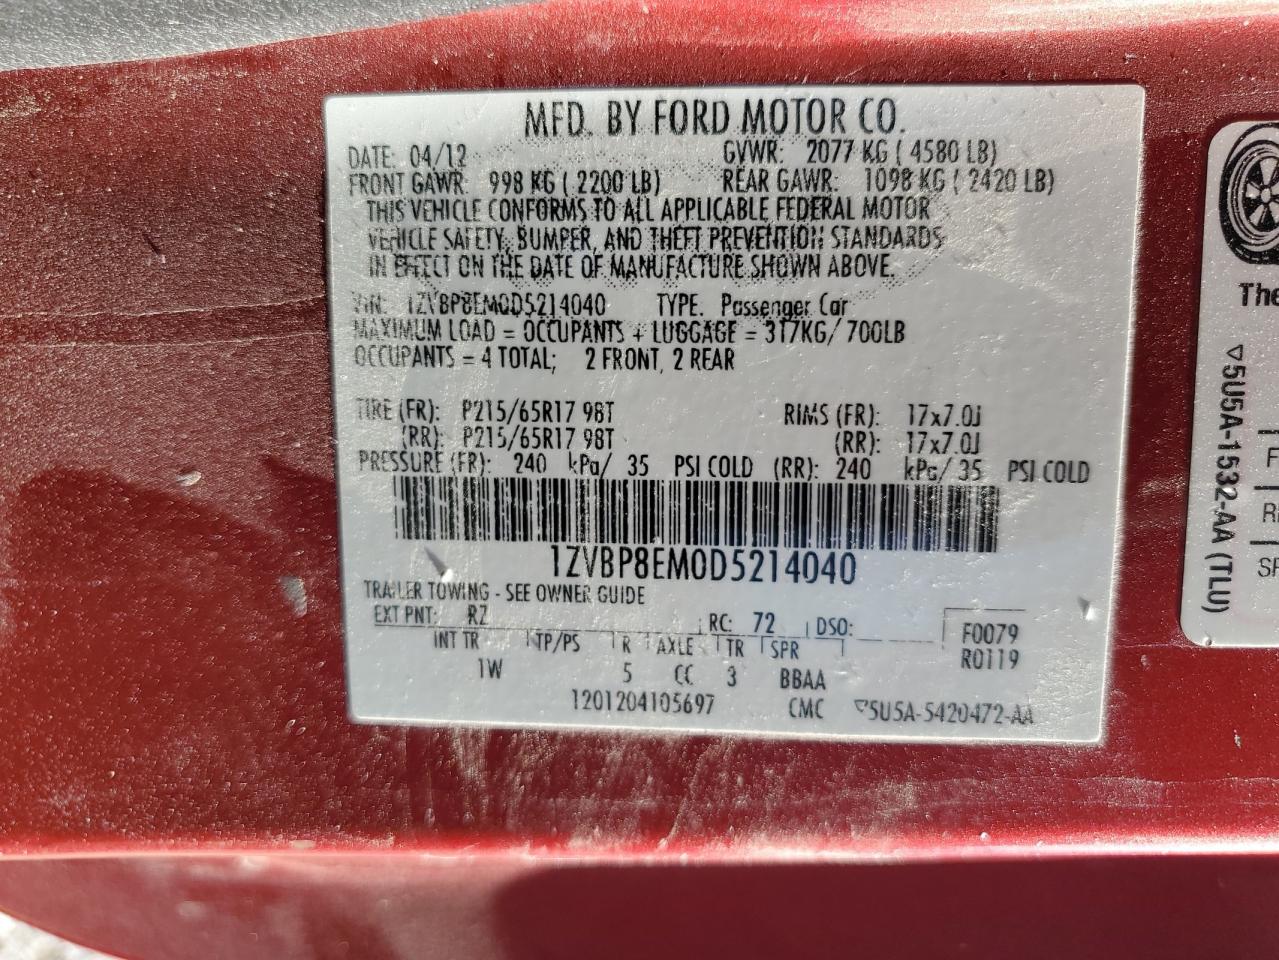 MFD. BY FORD MOTOR CO.
DATE: 04/12 GVWR: 2077 KG ( 4580 LB)
FRONT GAWR: 998 KG ( 2200 LB) REAR GAWR: 1098 KG ( 2420 LB)
THIS VEHICLE CONFORMS TO ALL APPLICABLE FEDERAL MOTOR
VEHICLE SAFETY, BUMPER, AND THEFT PREVENTION STANDARDS
IN EFFECT ON THE DATE OF MANUFACTURE SHOWN ABOVE.
VIN: 1ZVBP8EM0D5214040 TYPE: Passenger Car
MAXIMUM LOAD = OCCUPANTS + LUGGAGE = 317KG/ 700LB
OCCUPANTS = 4 TOTAL; 2 FRONT, 2 REAR
TIRE (FR): P215/65R17 98T RIMS (FR): 17x7.0J
(RR): P215/65R17 98T (RR): 17x7.0J
PRESSURE (FR): 240 kPa/ 35 PSI COLD (RR): 240 kPa/ 35 PSI COLD
1ZVBP8EM0D5214040
TRAILER TOWING - SEE OWNER GUIDE
EXT PNT: RZ RC: 72 DSO:
F0079
INT TR TP/PS R AXLE TR SPR
R0119
1W 5 CC 3 BBAA
1201204105697 CMC 5U5A-5420472-AA
The
5U5A-1532-AA (TLU)
F
R
SP